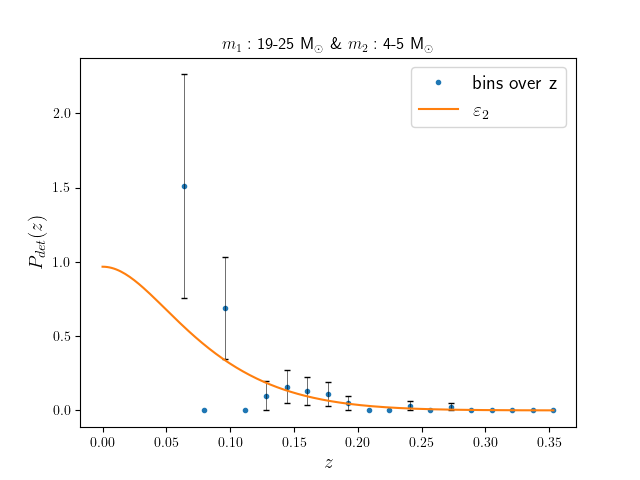 m₁ : 19-25 M⊙ & m₂ : 4-5 M⊙
bins over z
ε₂
P_det(z)
2.0
1.5
1.0
0.5
0.0
0.00 0.05 0.10 0.15 0.20 0.25 0.30 0.35
z